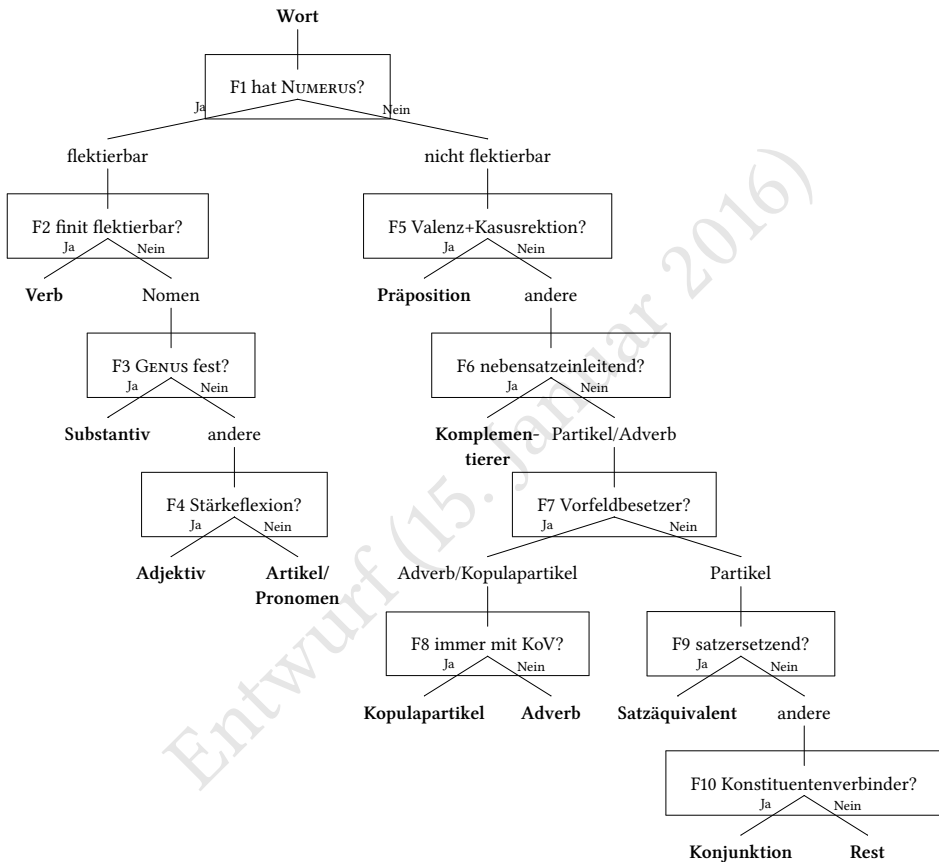 Wort
F1 hat Numerus?
Ja Nein
flektierbar nicht flektierbar
F2 finit flektierbar? F5 Valenz+Kasusrektion?
Ja Nein Ja Nein
Verb Nomen Präposition andere
F3 Genus fest? F6 nebensatzeinleitend?
Ja Nein Ja Nein
Substantiv andere Komplemen- Partikel/Adverb
tierer
F4 Stärkeflexion? F7 Vorfeldbesetzer?
Ja Nein Ja Nein
Adjektiv Artikel/ Adverb/Kopulapartikel Partikel
Pronomen
F8 immer mit KoV? F9 satzersetzend?
Ja Nein Ja Nein
Kopulapartikel Adverb Satzäquivalent andere
F10 Konstituentenverbinder?
Ja Nein
Konjunktion Rest
Entwurf (15. Januar 2016)